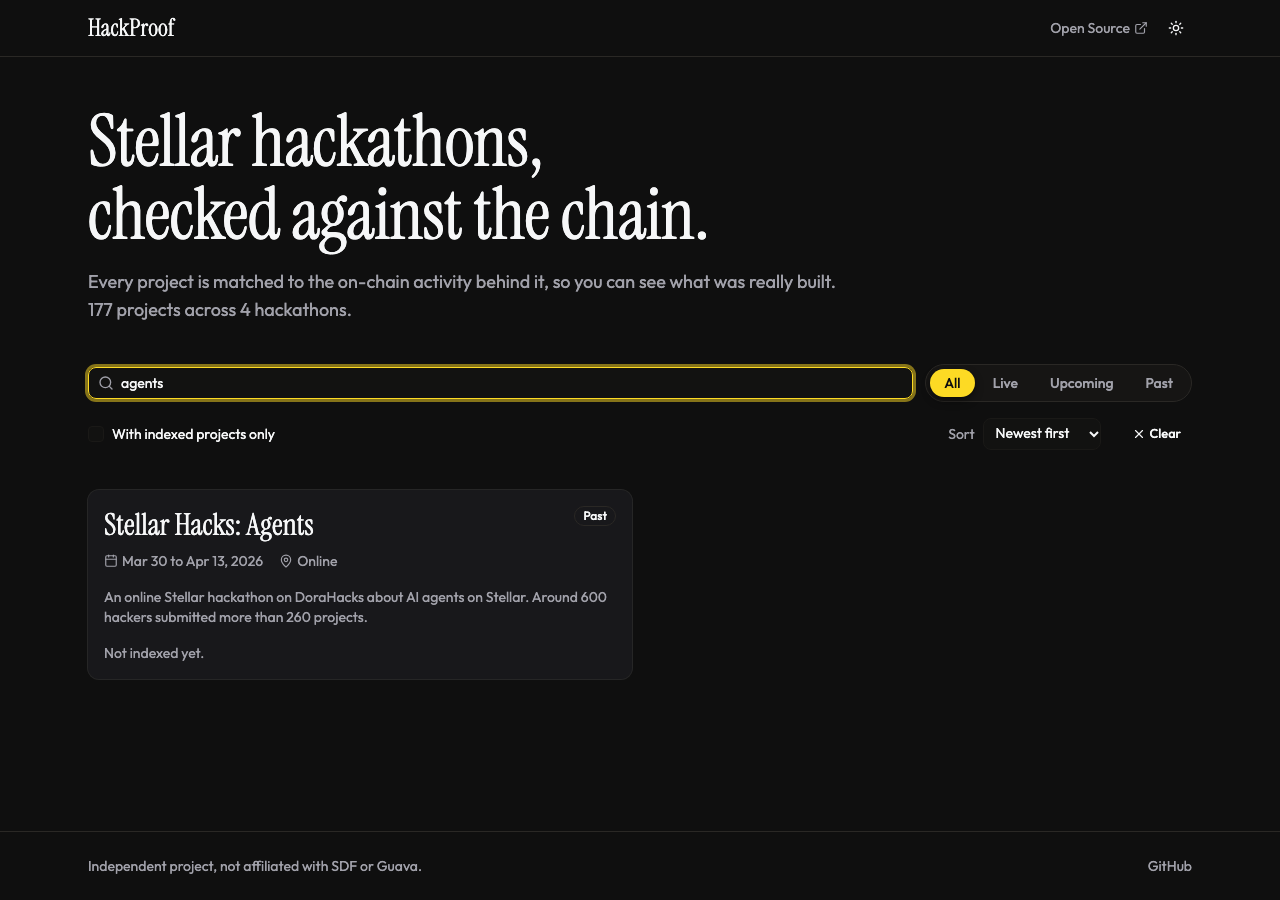 HackProof
Open Source
Stellar hackathons,
checked against the chain.
Every project is matched to the on-chain activity behind it, so you can see what was really built.
177 projects across 4 hackathons.
agents
All Live Upcoming Past
With indexed projects only
Sort Newest first Clear
Stellar Hacks: Agents
Past
Mar 30 to Apr 13, 2026 Online
An online Stellar hackathon on DoraHacks about AI agents on Stellar. Around 600
hackers submitted more than 260 projects.
Not indexed yet.
Independent project, not affiliated with SDF or Guava.
GitHub